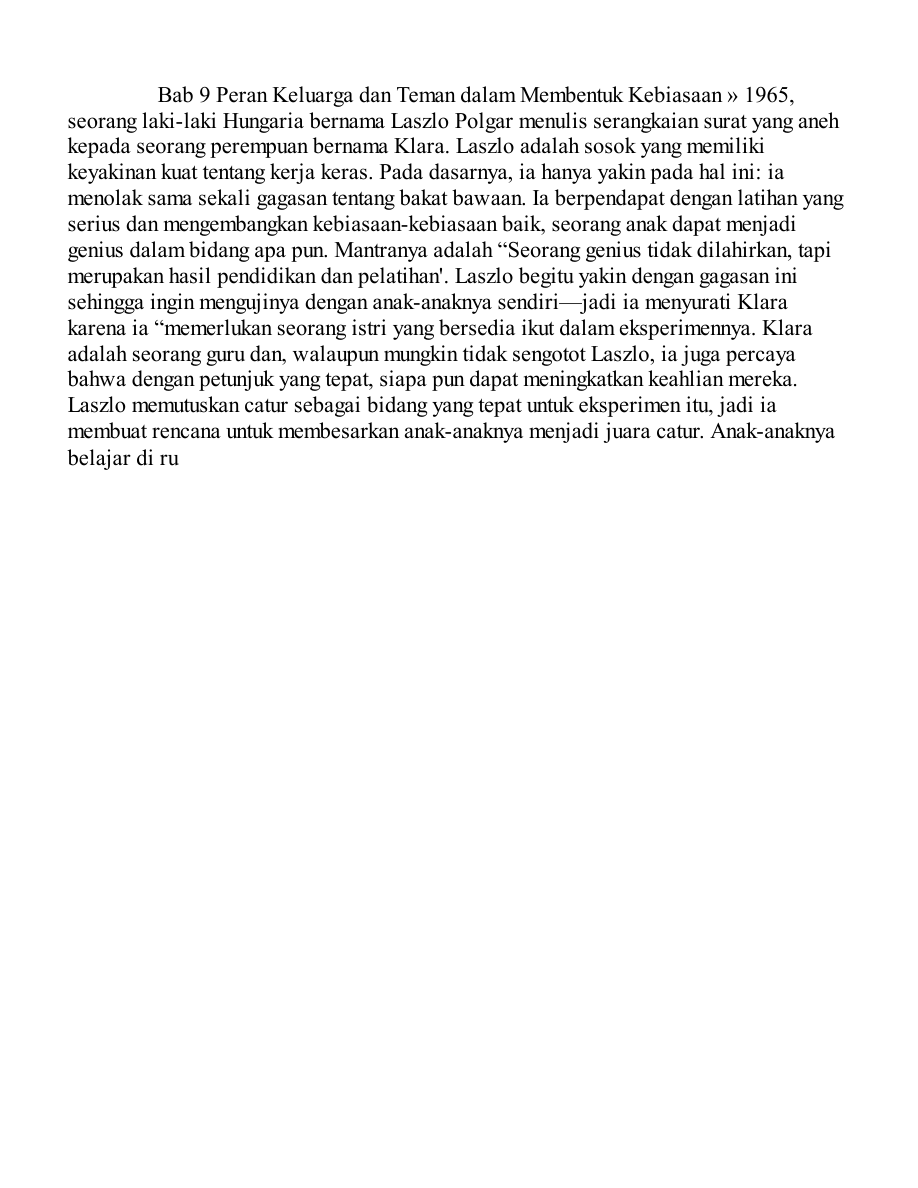 Bab 9 Peran Keluarga dan Teman dalam Membentuk Kebiasaan » 1965,
seorang laki-laki Hungaria bernama Laszlo Polgar menulis serangkaian surat yang aneh
kepada seorang perempuan bernama Klara. Laszlo adalah sosok yang memiliki
keyakinan kuat tentang kerja keras. Pada dasarnya, ia hanya yakin pada hal ini: ia
menolak sama sekali gagasan tentang bakat bawaan. Ia berpendapat dengan latihan yang
serius dan mengembangkan kebiasaan-kebiasaan baik, seorang anak dapat menjadi
genius dalam bidang apa pun. Mantranya adalah “Seorang genius tidak dilahirkan, tapi
merupakan hasil pendidikan dan pelatihan'. Laszlo begitu yakin dengan gagasan ini
sehingga ingin mengujinya dengan anak-anaknya sendiri—jadi ia menyurati Klara
karena ia “memerlukan seorang istri yang bersedia ikut dalam eksperimennya. Klara
adalah seorang guru dan, walaupun mungkin tidak sengotot Laszlo, ia juga percaya
bahwa dengan petunjuk yang tepat, siapa pun dapat meningkatkan keahlian mereka.
Laszlo memutuskan catur sebagai bidang yang tepat untuk eksperimen itu, jadi ia
membuat rencana untuk membesarkan anak-anaknya menjadi juara catur. Anak-anaknya
belajar di ru